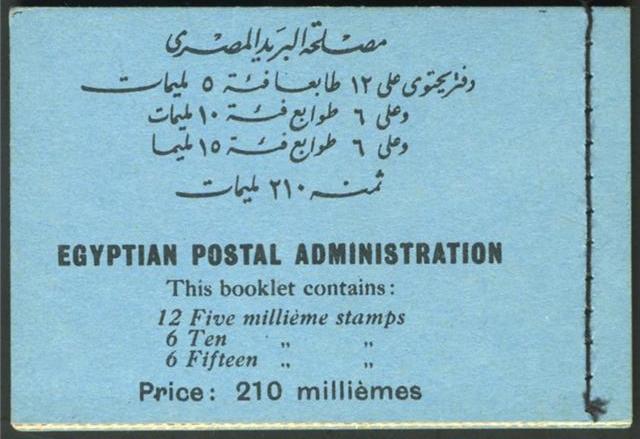 مصلحة البريد المصرى
دفتر يحتوى على ١٢ طابعا فئة ٥ مليمات
وعلى ٦ طوابع فئة ١٠ مليمات
وعلى ٦ طوابع فئة ١٥ مليما
ثمنه ٢١٠ مليمات
EGYPTIAN POSTAL ADMINISTRATION
This booklet contains:
12 Five millième stamps
6 Ten „ „
6 Fifteen „ „
Price: 210 millièmes